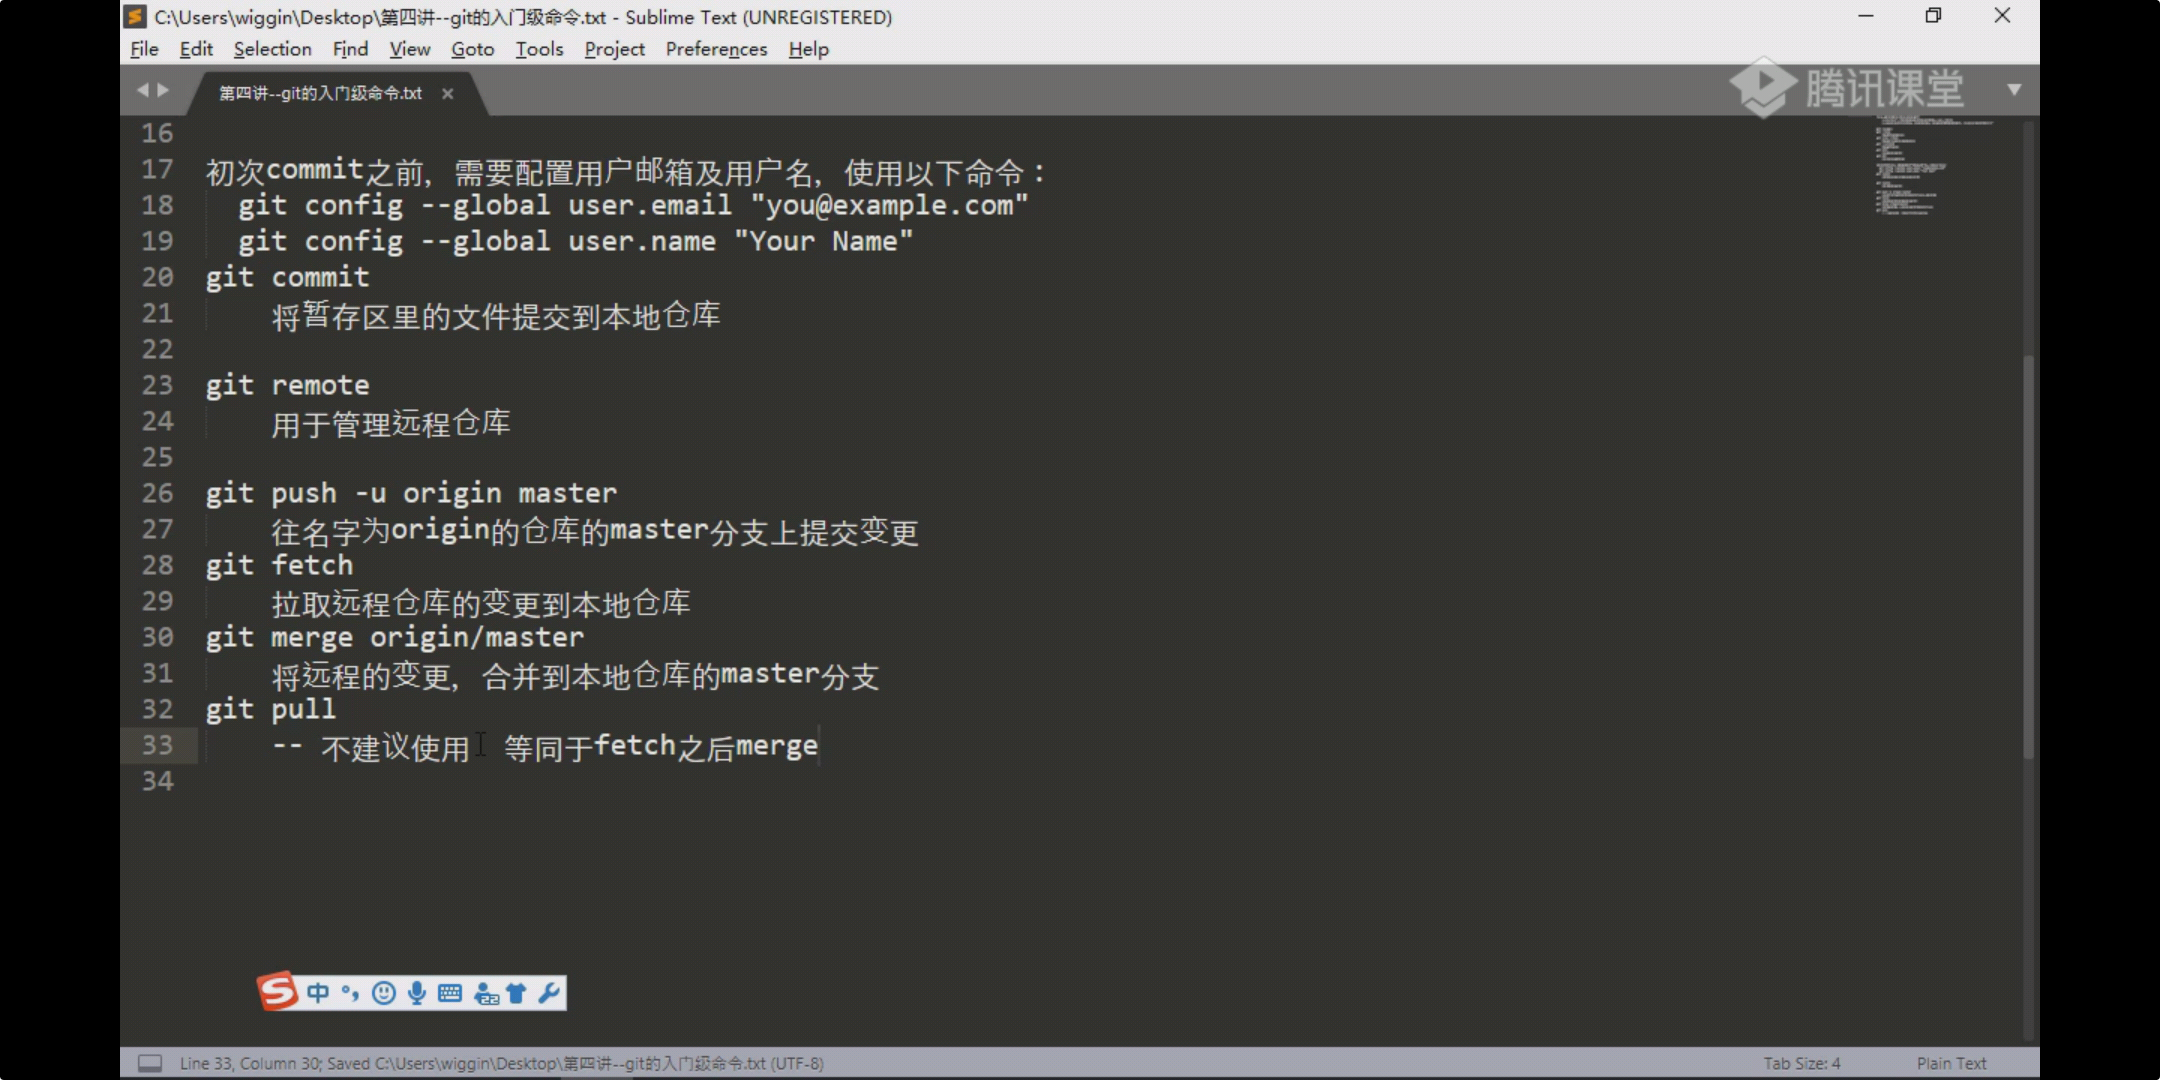 C:\Users\wiggin\Desktop\第四讲--git的入门级命令.txt - Sublime Text (UNREGISTERED)
File Edit Selection Find View Goto Tools Project Preferences Help
第四讲--git的入门级命令.txt ×
腾讯课堂
16
17 初次commit之前，需要配置用户邮箱及用户名，使用以下命令：
18 git config --global user.email "you@example.com"
19 git config --global user.name "Your Name"
20 git commit
21 将暂存区里的文件提交到本地仓库
22
23 git remote
24 用于管理远程仓库
25
26 git push -u origin master
27 往名字为origin的仓库的master分支上提交变更
28 git fetch
29 拉取远程仓库的变更到本地仓库
30 git merge origin/master
31 将远程的变更，合并到本地仓库的master分支
32 git pull
33 -- 不建议使用 等同于fetch之后merge
34
S 中 °,
Line 33, Column 30; Saved C:\Users\wiggin\Desktop\第四讲--git的入门级命令.txt (UTF-8) Tab Size: 4 Plain Text